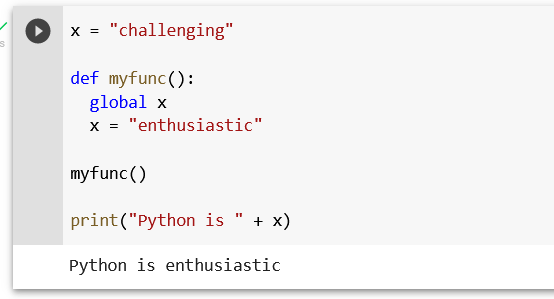 x = "challenging"
def myfunc():
  global x
  x = "enthusiastic"
myfunc()
print("Python is " + x)
Python is enthusiastic